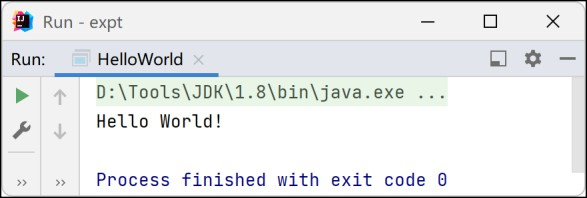 Run - expt
Run: HelloWorld
D:\Tools\JDK\1.8\bin\java.exe ...
Hello World!
Process finished with exit code 0